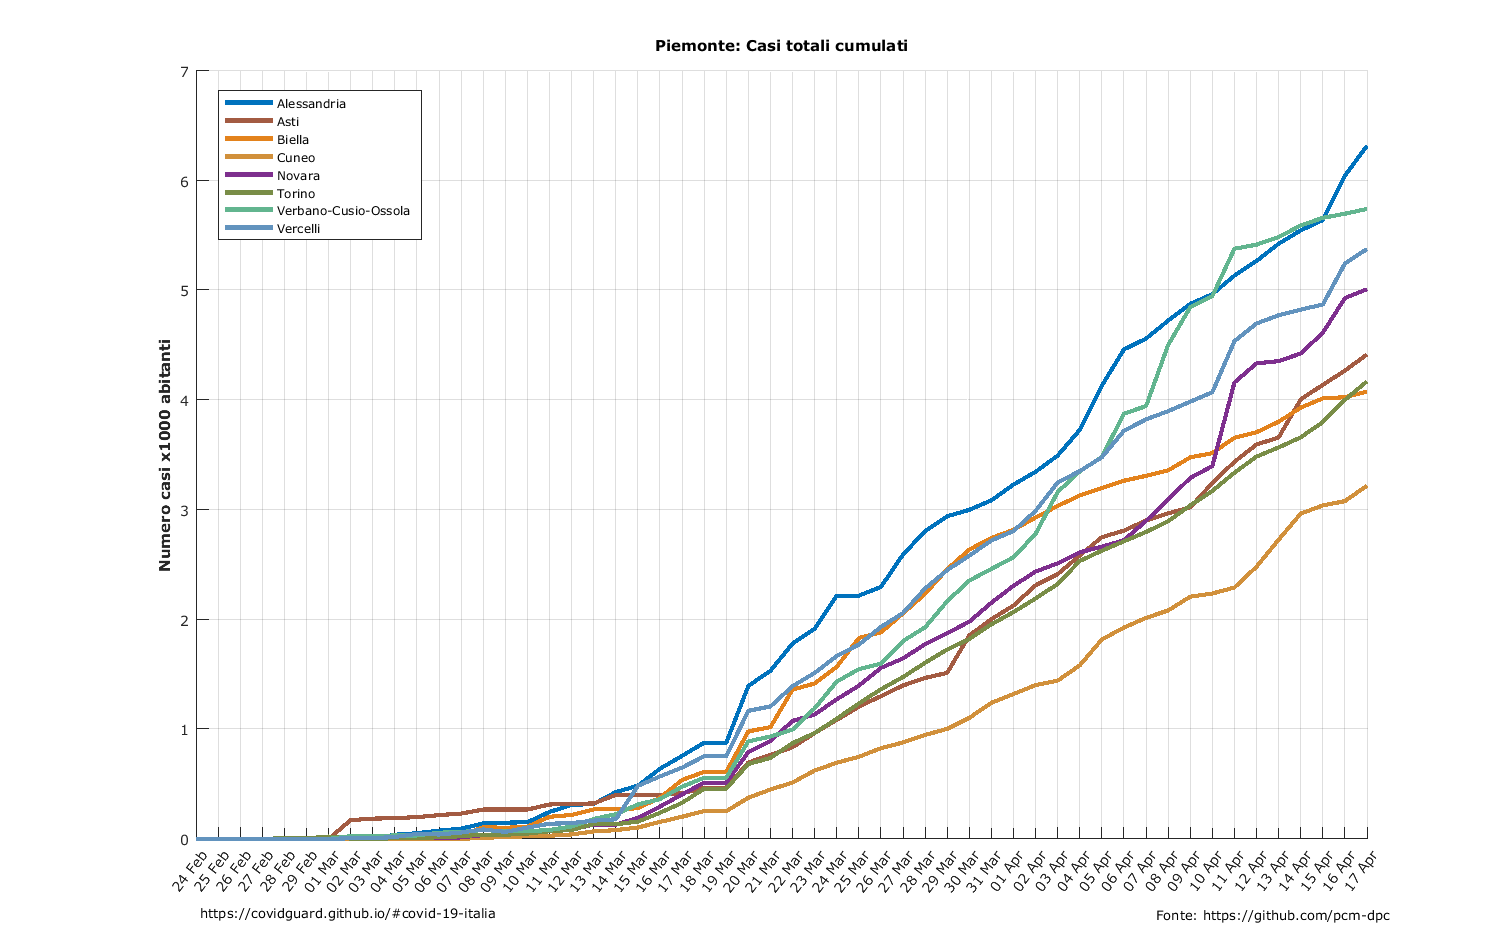 Piemonte: Casi totali cumulati
Numero casi x1000 abitanti
7
6
5
4
3
2
1
0
Alessandria
Asti
Biella
Cuneo
Novara
Torino
Verbano-Cusio-Ossola
Vercelli
24 Feb
25 Feb
26 Feb
27 Feb
28 Feb
29 Feb
01 Mar
02 Mar
03 Mar
04 Mar
05 Mar
06 Mar
07 Mar
08 Mar
09 Mar
10 Mar
11 Mar
12 Mar
13 Mar
14 Mar
15 Mar
16 Mar
17 Mar
18 Mar
19 Mar
20 Mar
21 Mar
22 Mar
23 Mar
24 Mar
25 Mar
26 Mar
27 Mar
28 Mar
29 Mar
30 Mar
31 Mar
01 Apr
02 Apr
03 Apr
04 Apr
05 Apr
06 Apr
07 Apr
08 Apr
09 Apr
10 Apr
11 Apr
12 Apr
13 Apr
14 Apr
15 Apr
16 Apr
17 Apr
https://covidguard.github.io/#covid-19-italia
Fonte: https://github.com/pcm-dpc